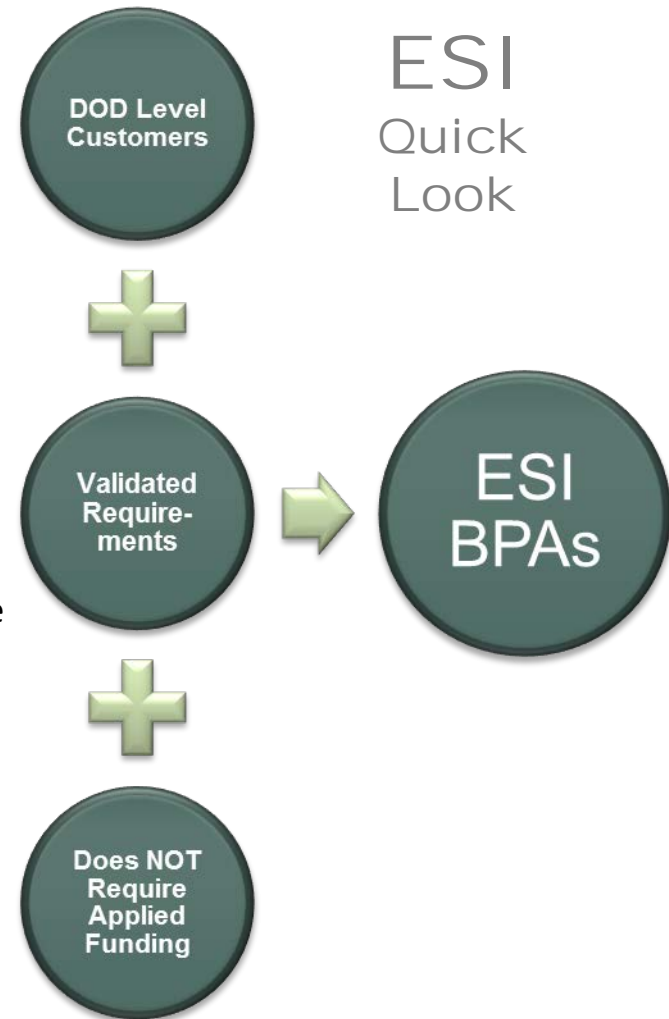 ESI
Quick
Look
DOD Level
Customers
Validated
Require-
ments
ESI
BPAs
Does NOT
Require
Applied
Funding